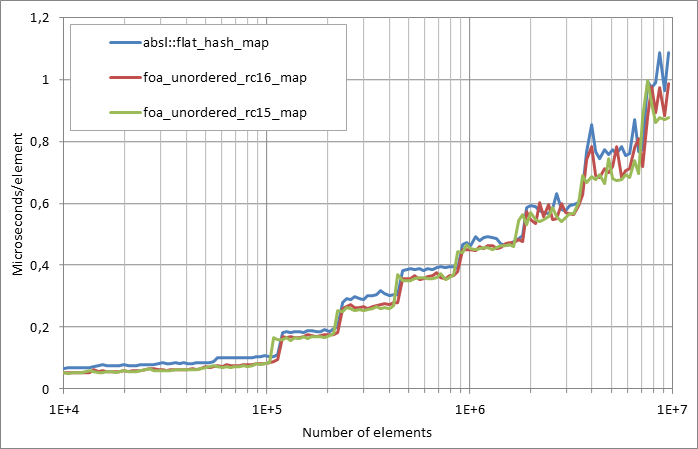 1,2
1
0,8
0,6
0,4
0,2
0
Microseconds/element
absl::flat_hash_map
foa_unordered_rc16_map
foa_unordered_rc15_map
1E+4
1E+5
1E+6
1E+7
Number of elements